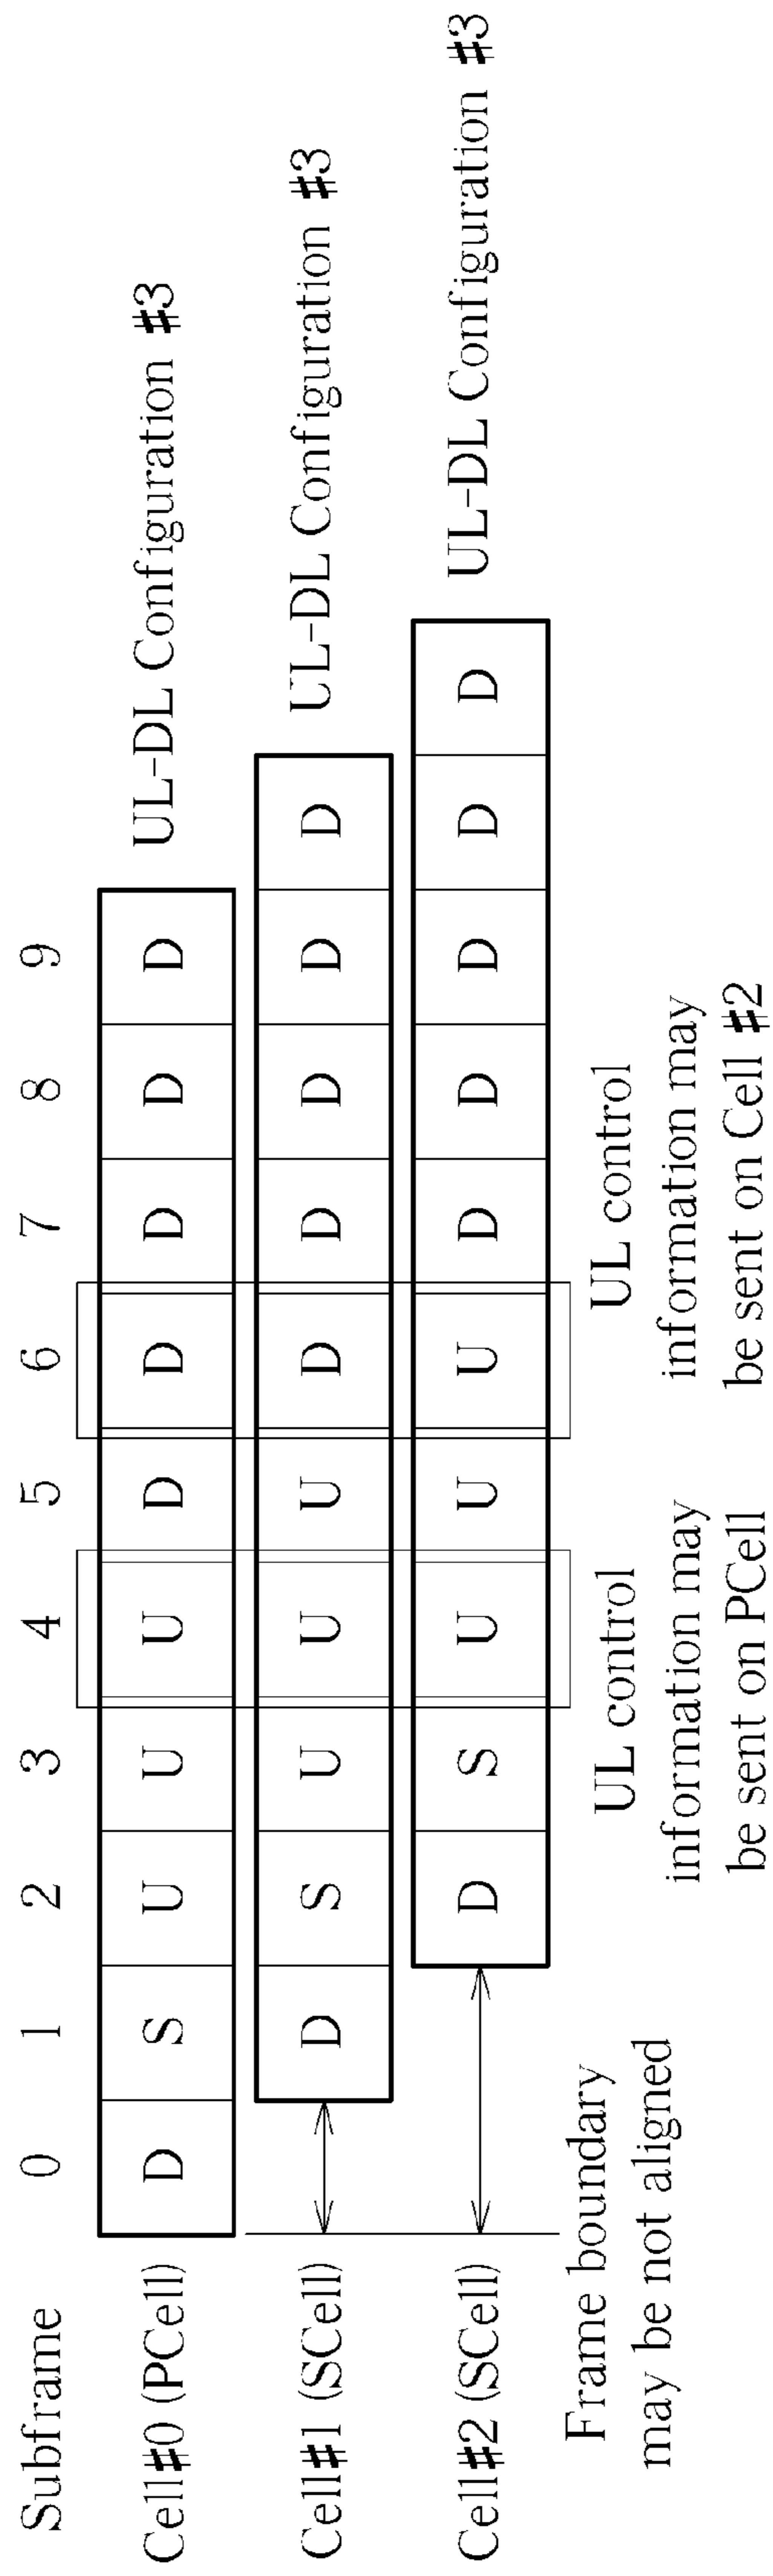 Subframe 0 1 2 3 4 5 6 7 8 9
Cell#0 (PCell) D S U U U D D D D D UL-DL Configuration #3
Cell#1 (SCell) D S U U U D D D D D UL-DL Configuration #3
Cell#2 (SCell) D S U U U D D D D D UL-DL Configuration #3
Frame boundary
may be not aligned
UL control
information may
be sent on PCell
UL control
information may
be sent on Cell #2